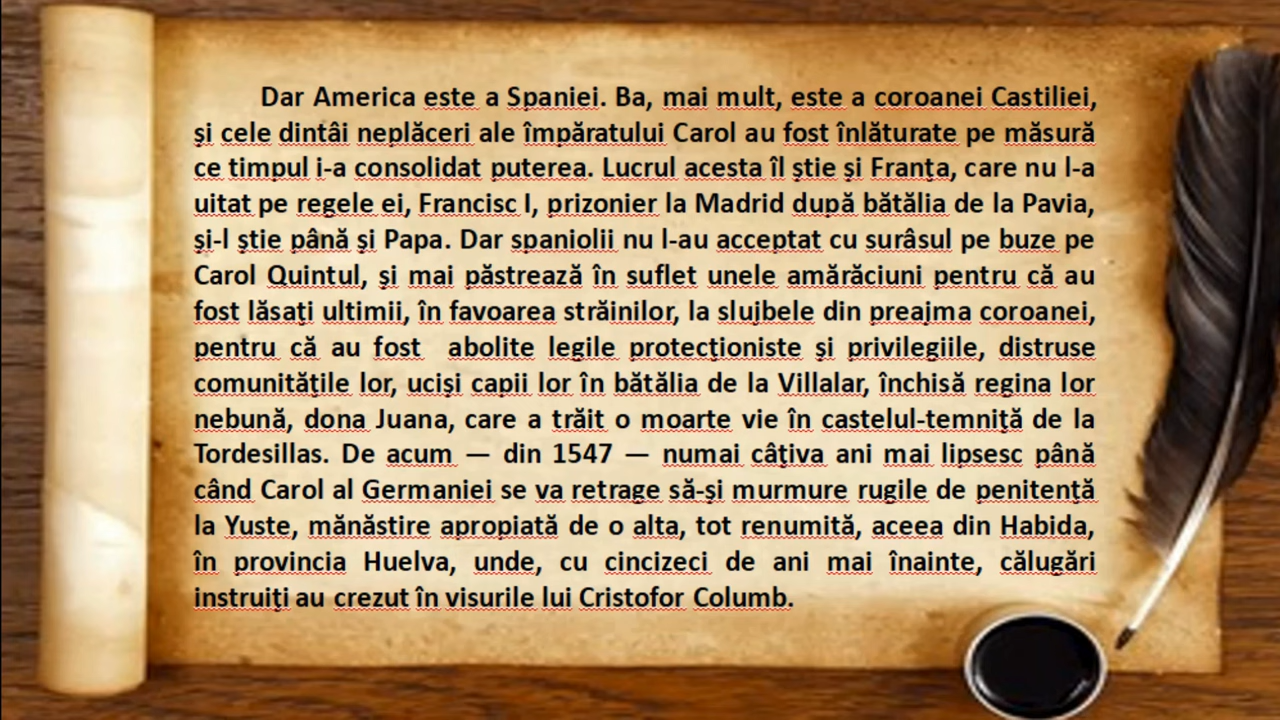 Dar America este a Spaniei. Ba, mai mult, este a coroanei Castiliei,
şi cele dintâi neplăceri ale împăratului Carol au fost înlăturate pe măsură
ce timpul i-a consolidat puterea. Lucrul acesta îl ştie şi Franţa, care nu l-a
uitat pe regele ei, Francisc I, prizonier la Madrid după bătălia de la Pavia,
şi-l ştie până şi Papa. Dar spaniolii nu l-au acceptat cu surâsul pe buze pe
Carol Quintul, şi mai păstrează în suflet unele amărăciuni pentru că au
fost lăsaţi ultimii, în favoarea străinilor, la slujbele din preajma coroanei,
pentru că au fost abolite legile protecţioniste şi privilegiile, distruse
comunităţile lor, ucişi capii lor în bătălia de la Villalar, închisă regina lor
nebună, dona Juana, care a trăit o moarte vie în castelul-temniţă de la
Tordesillas. De acum — din 1547 — numai câţiva ani mai lipsesc până
când Carol al Germaniei se va retrage să-şi murmure rugile de penitenţă
la Yuste, mănăstire apropiată de o alta, tot renumită, aceea din Habida,
în provincia Huelva, unde, cu cincizeci de ani mai înainte, călugări
instruiţi au crezut în visurile lui Cristofor Columb.